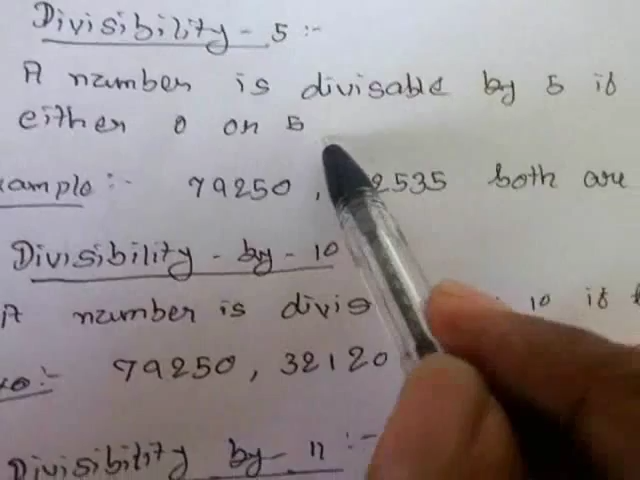 Divisibility - 5 :-
A number is divisable by 5 if
either 0 or 5
xample :- 79250 , 2535 both are
Divisibility - by - 10
A number is divis 10 if
79250 , 32120
Divisibility by - 11 :-